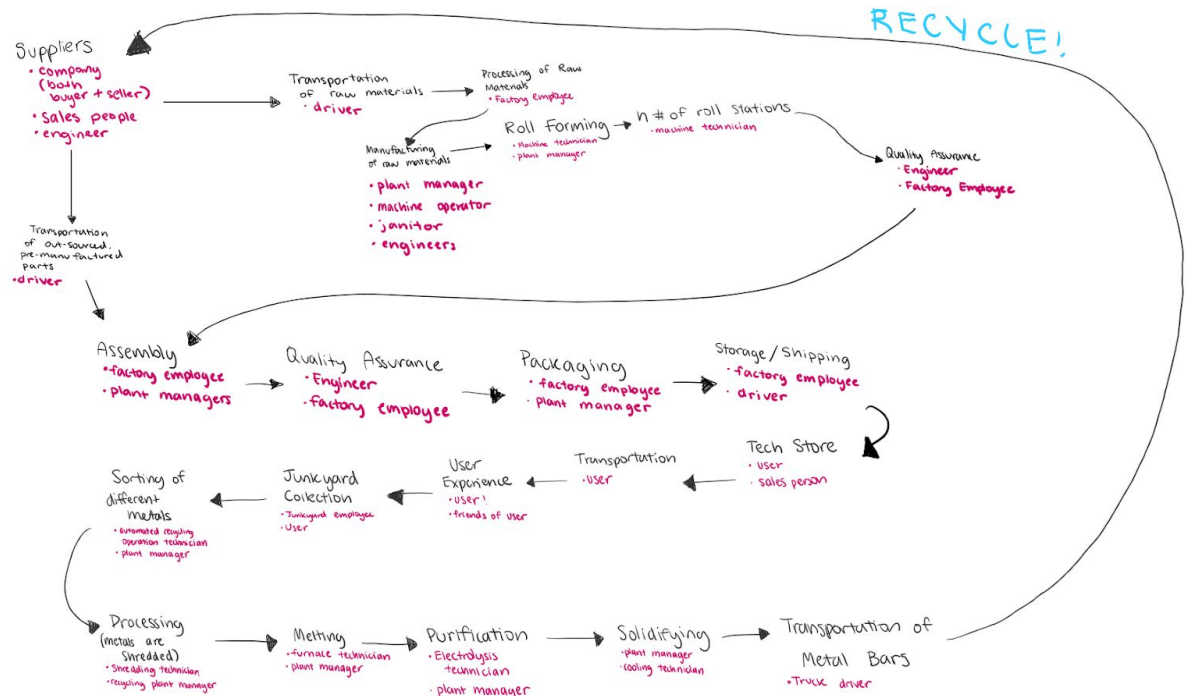 RECYCLE!
Suppliers
• company
(both
buyer + seller)
• Sales people
• engineer
Transportation
of raw materials
• driver
Processing of Raw
Materials
• Factory employee
Manufacturing
of raw materials
• plant manager
• machine operator
• janitor
• engineers
Roll Forming
• Machine technician
• plant manager
n # of roll stations
• machine technician
Quality Assurance
• Engineer
• Factory Employee
Transportation
of out-sourced,
pre-manufactured
parts
• driver
Assembly
• factory employee
• plant managers
Quality Assurance
• Engineer
• factory employee
Packaging
• factory employee
• plant manager
Storage/Shipping
• factory employee
• driver
Tech Store
• user
• sales person
Transportation
• user
User
Experience
• user!
• friends of user
Junkyard
Collection
• Junkyard employee
• User
Sorting of
different
metals
• automated recycling
operation technician
• plant manager
Processing
(metals are
shredded)
• Shredding technician
• recycling plant manager
Melting
• furnace technician
• plant manager
Purification
• Electrolysis
technician
• plant manager
Solidifying
• plant manager
• cooling technician
Transportation of
Metal Bars
• Truck driver